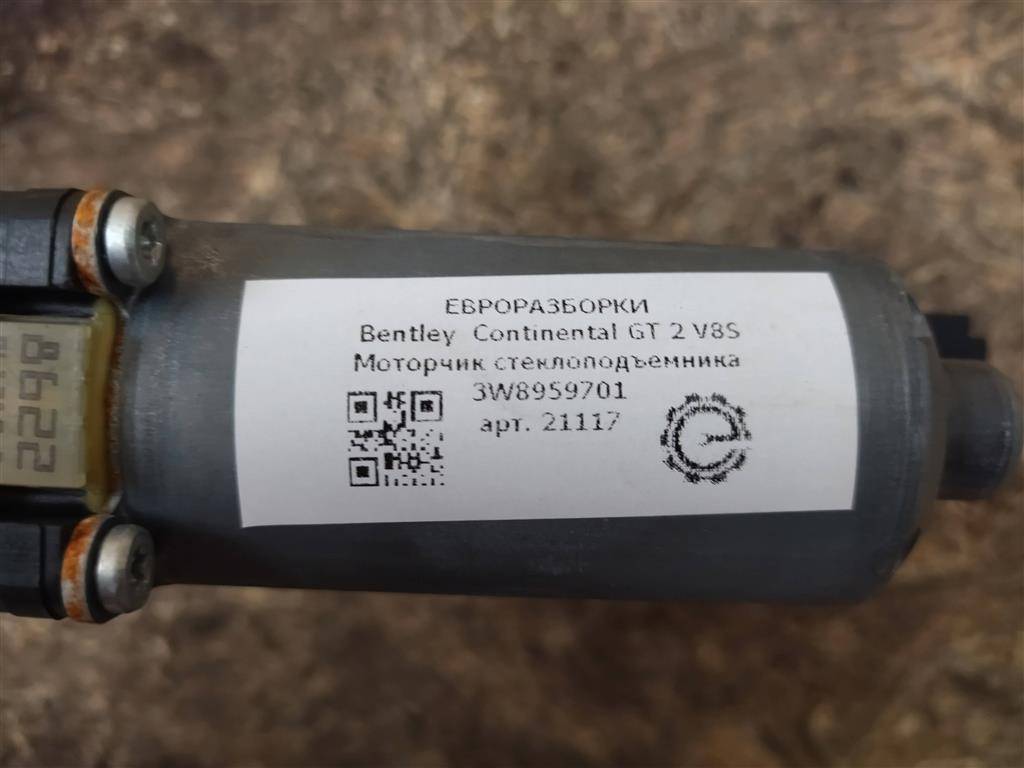 ЕВРОРАЗБОРКИ
Bentley Continental GT 2 V8S
Моторчик стеклоподъемника
3W8959701
арт. 21117